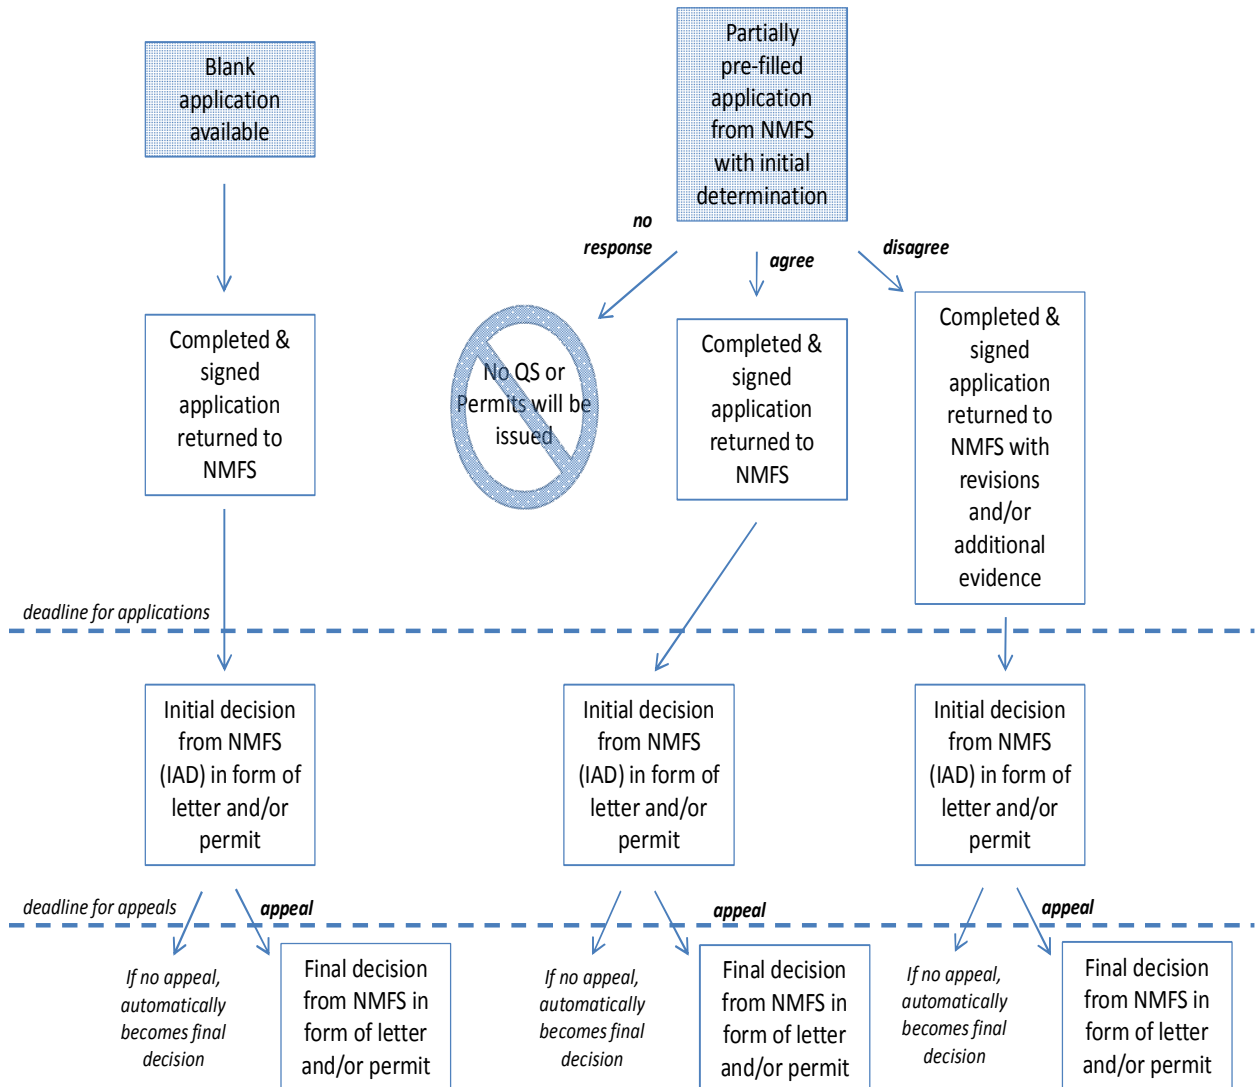 Blank
application
available
Partially
pre-filled
application
from NMFS
with initial
determination
no
response
agree
disagree
Completed &
signed
application
returned to
NMFS
No QS or
Permits will be
issued
Completed &
signed
application
returned to
NMFS
Completed &
signed
application
returned to
NMFS with
revisions
and/or
additional
evidence
deadline for applications
Initial decision
from NMFS
(IAD) in form of
letter and/or
permit
Initial decision
from NMFS
(IAD) in form of
letter and/or
permit
Initial decision
from NMFS
(IAD) in form of
letter and/or
permit
deadline for appeals
appeal
appeal
appeal
If no appeal,
automatically
becomes final
decision
Final decision
from NMFS in
form of letter
and/or permit
If no appeal,
automatically
becomes final
decision
Final decision
from NMFS in
form of letter
and/or permit
If no appeal,
automatically
becomes final
decision
Final decision
from NMFS in
form of letter
and/or permit